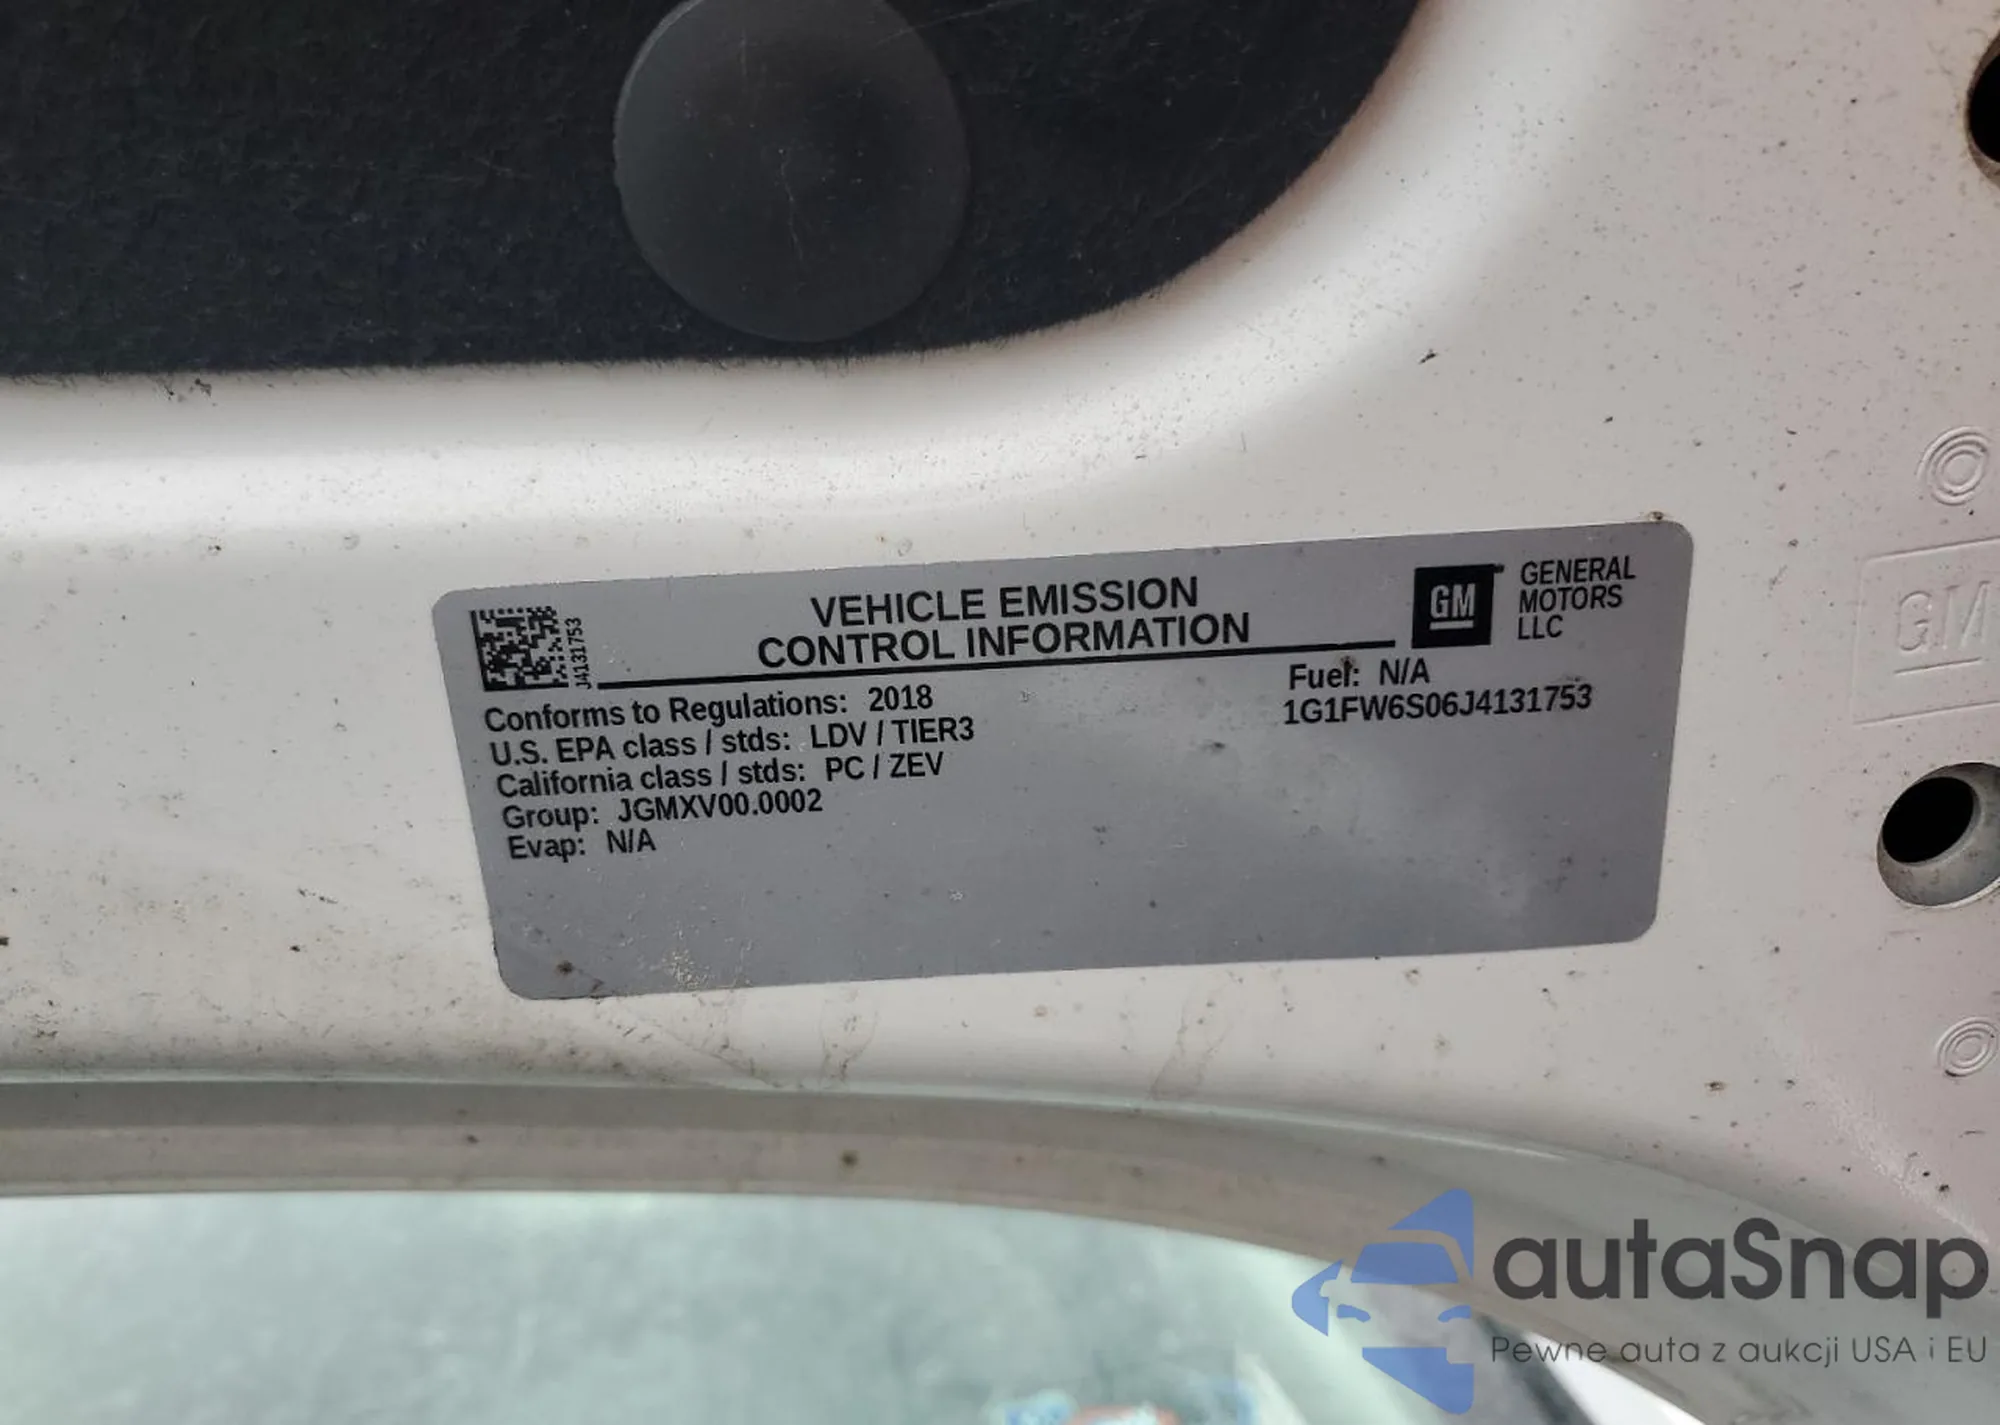 VEHICLE EMISSION
CONTROL INFORMATION
GM
GENERAL
MOTORS
LLC
J4131753
Conforms to Regulations: 2018
U.S. EPA class / stds: LDV / TIER3
California class / stds: PC / ZEV
Group: JGMXV00.0002
Evap: N/A
Fuel: N/A
1G1FW6S06J4131753
GM
autaSnap
Pewne auta z aukcji USA i EU